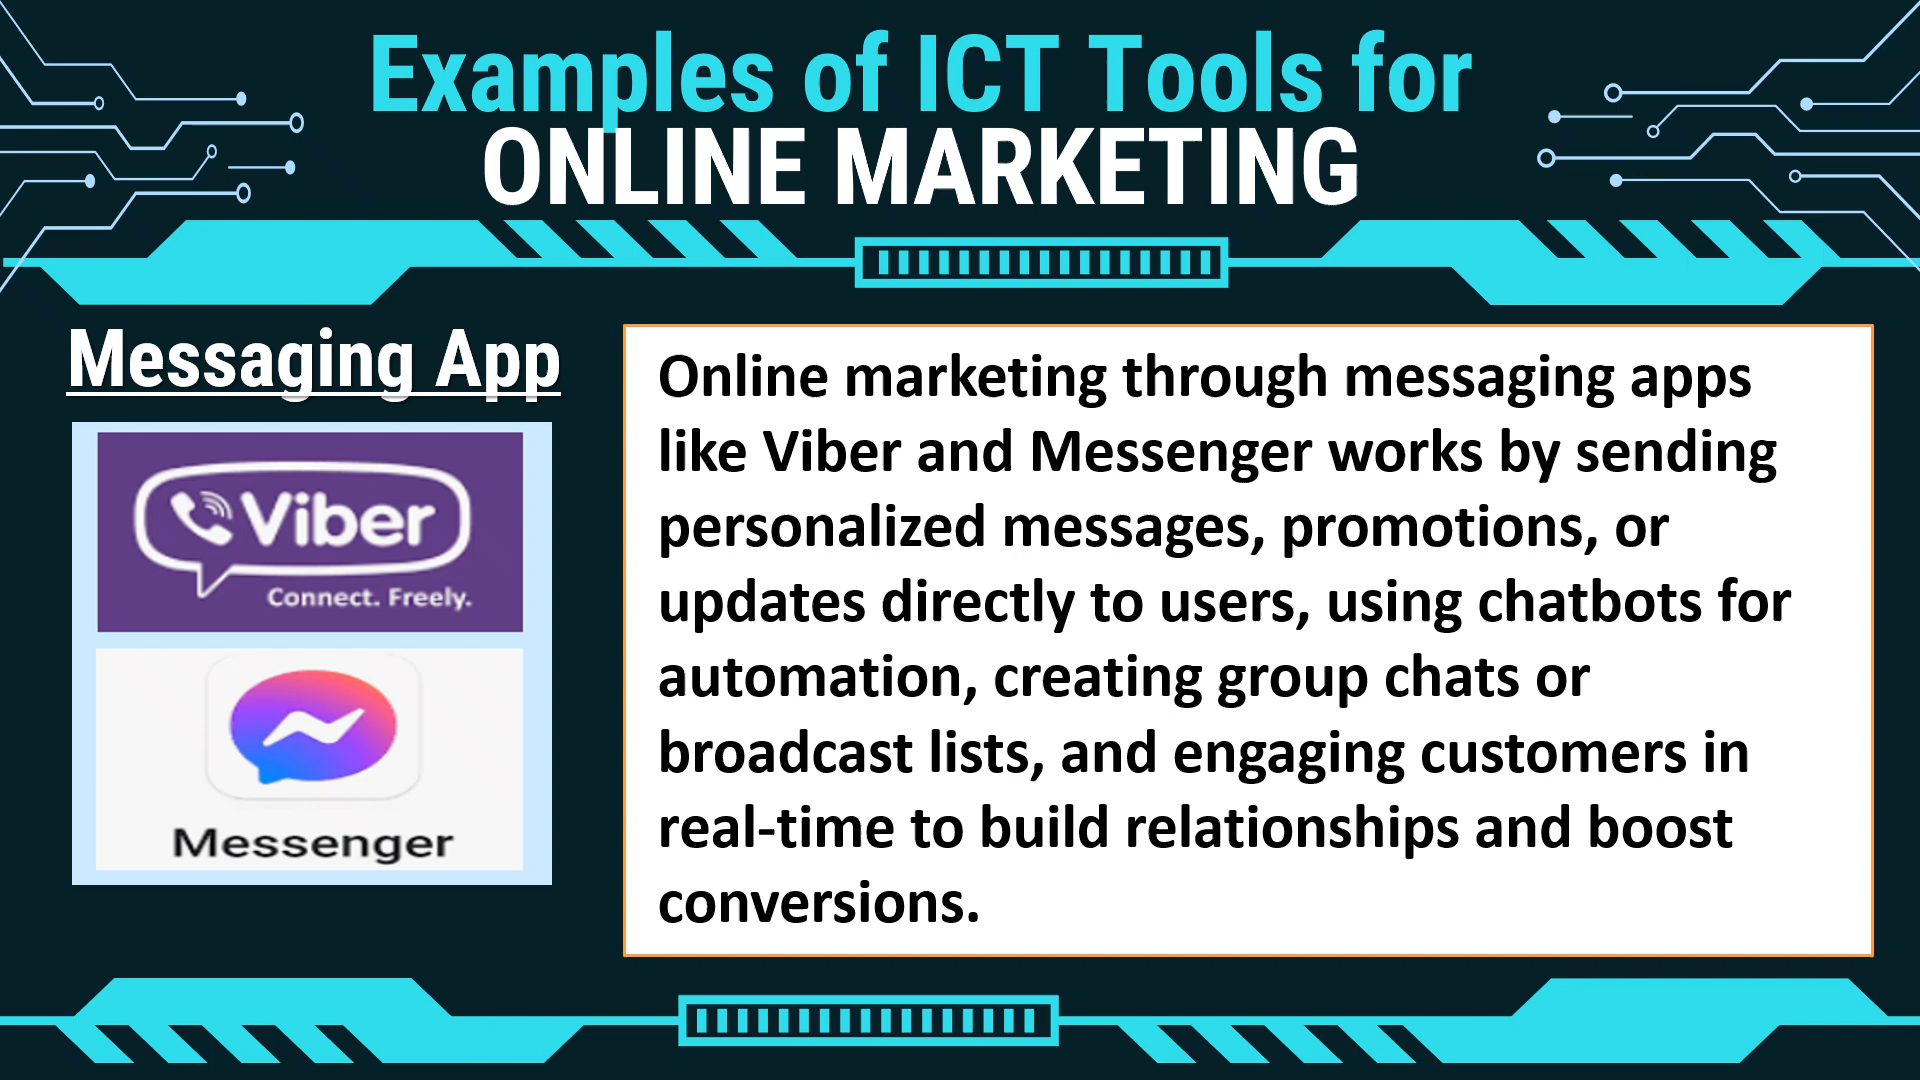 Examples of ICT Tools for
ONLINE MARKETING
Messaging App
Viber
Connect. Freely.
Messenger
Online marketing through messaging apps
like Viber and Messenger works by sending
personalized messages, promotions, or
updates directly to users, using chatbots for
automation, creating group chats or
broadcast lists, and engaging customers in
real-time to build relationships and boost
conversions.